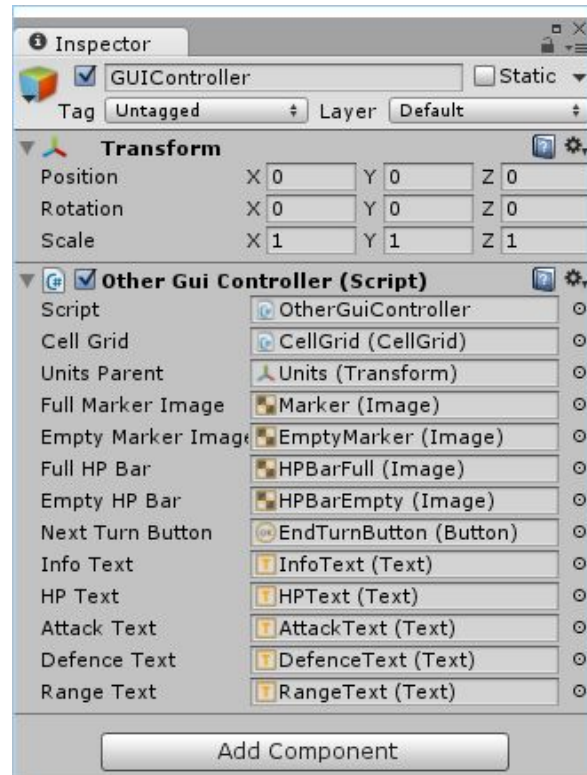 Inspector
GUIController Static
Tag Untagged Layer Default
Transform
Position X 0 Y 0 Z 0
Rotation X 0 Y 0 Z 0
Scale X 1 Y 1 Z 1
Other Gui Controller (Script)
Script OtherGuiController
Cell Grid CellGrid (CellGrid)
Units Parent Units (Transform)
Full Marker Image Marker (Image)
Empty Marker Image EmptyMarker (Image)
Full HP Bar HPBarFull (Image)
Empty HP Bar HPBarEmpty (Image)
Next Turn Button EndTurnButton (Button)
Info Text InfoText (Text)
HP Text HPText (Text)
Attack Text AttackText (Text)
Defence Text DefenceText (Text)
Range Text RangeText (Text)
Add Component